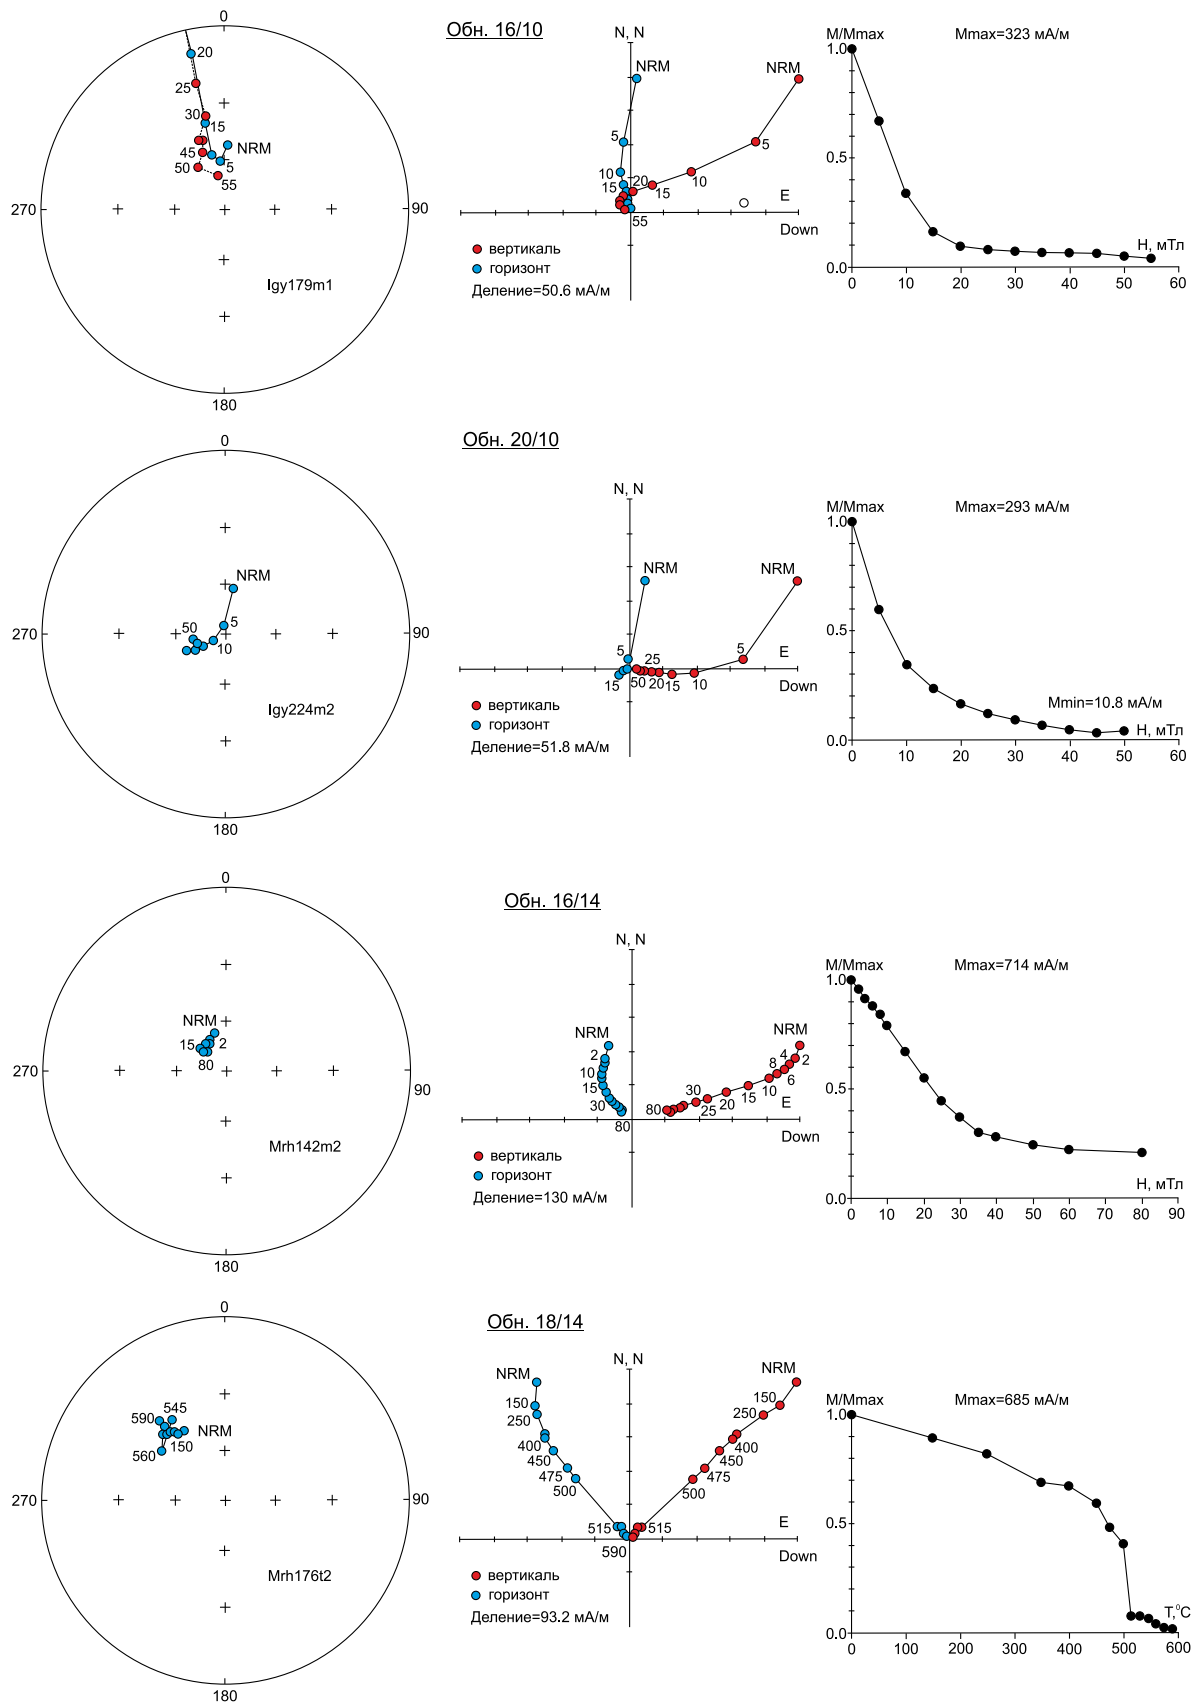 Обн. 16/10
0
20
25
30
15
NRM
45
50
5
55
270
90
Igy179m1
180
N, N
NRM
NRM
5
5
10
10
15
20
15
E
55
Down
вертикаль
горизонт
Деление=50.6 мА/м
M/Mmax
Mmax=323 мА/м
1.0
0.5
0.0
H, мТл
0 10 20 30 40 50 60
Обн. 20/10
0
NRM
50
5
10
270
90
Igy224m2
180
N, N
NRM
NRM
5
5
25
E
15
50
20
15
10
Down
вертикаль
горизонт
Деление=51.8 мА/м
M/Mmax
Mmax=293 мА/м
1.0
0.5
Mmin=10.8 мА/м
0.0
H, мТл
0 10 20 30 40 50 60
Обн. 16/14
0
NRM
15
2
80
270
90
Mrh142m2
180
N, N
NRM
NRM
2
4
2
8
10
6
10
15
15
30
20
30
25
80
E
80
Down
вертикаль
горизонт
Деление=130 мА/м
M/Mmax
Mmax=714 мА/м
1.0
0.5
H, мТл
0.0
0 10 20 30 40 50 60 70 80 90
Обн. 18/14
0
545
590
NRM
150
560
270
90
Mrh176t2
180
N, N
NRM
NRM
150
150
250
250
400
400
450
450
475
475
500
500
515
515
E
590
Down
вертикаль
горизонт
Деление=93.2 мА/м
M/Mmax
Mmax=685 мА/м
1.0
0.5
0.0
T,°C
0 100 200 300 400 500 600